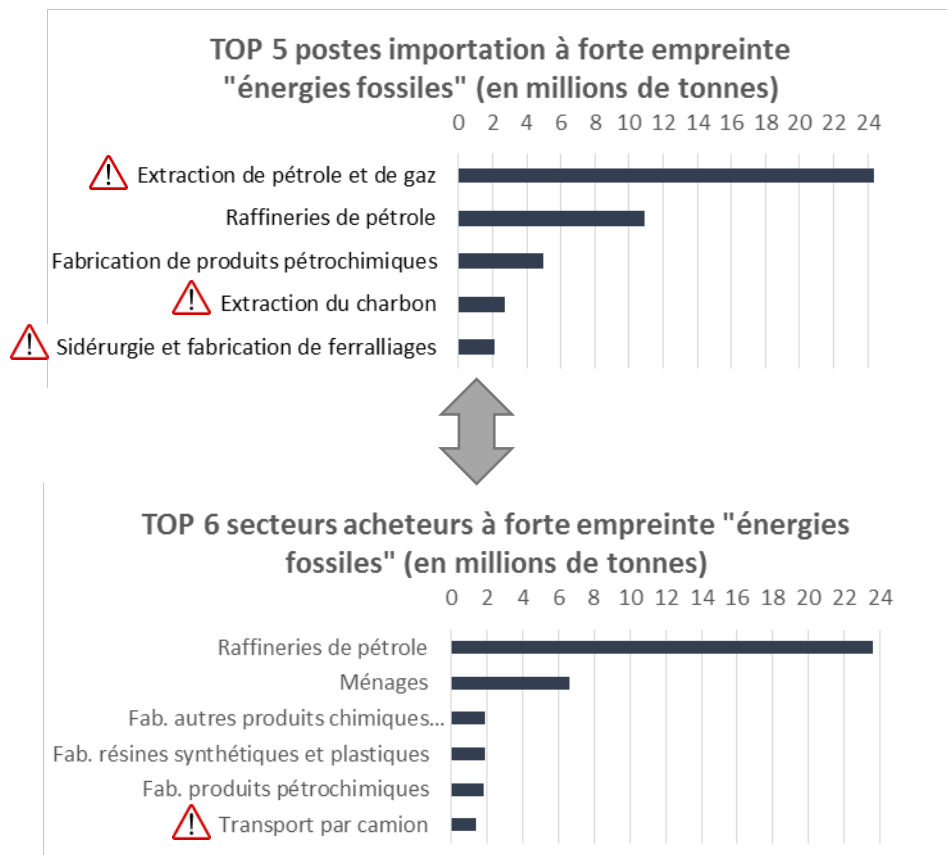 TOP 5 postes importation à forte empreinte
"énergies fossiles" (en millions de tonnes)
0 2 4 6 8 10 12 14 16 18 20 22 24
! Extraction de pétrole et de gaz
Raffineries de pétrole
Fabrication de produits pétrochimiques
! Extraction du charbon
! Sidérurgie et fabrication de ferralliages
TOP 6 secteurs acheteurs à forte empreinte "énergies
fossiles" (en millions de tonnes)
0 2 4 6 8 10 12 14 16 18 20 22 24
Raffineries de pétrole
Ménages
Fab. autres produits chimiques...
Fab. résines synthétiques et plastiques
Fab. produits pétrochimiques
! Transport par camion